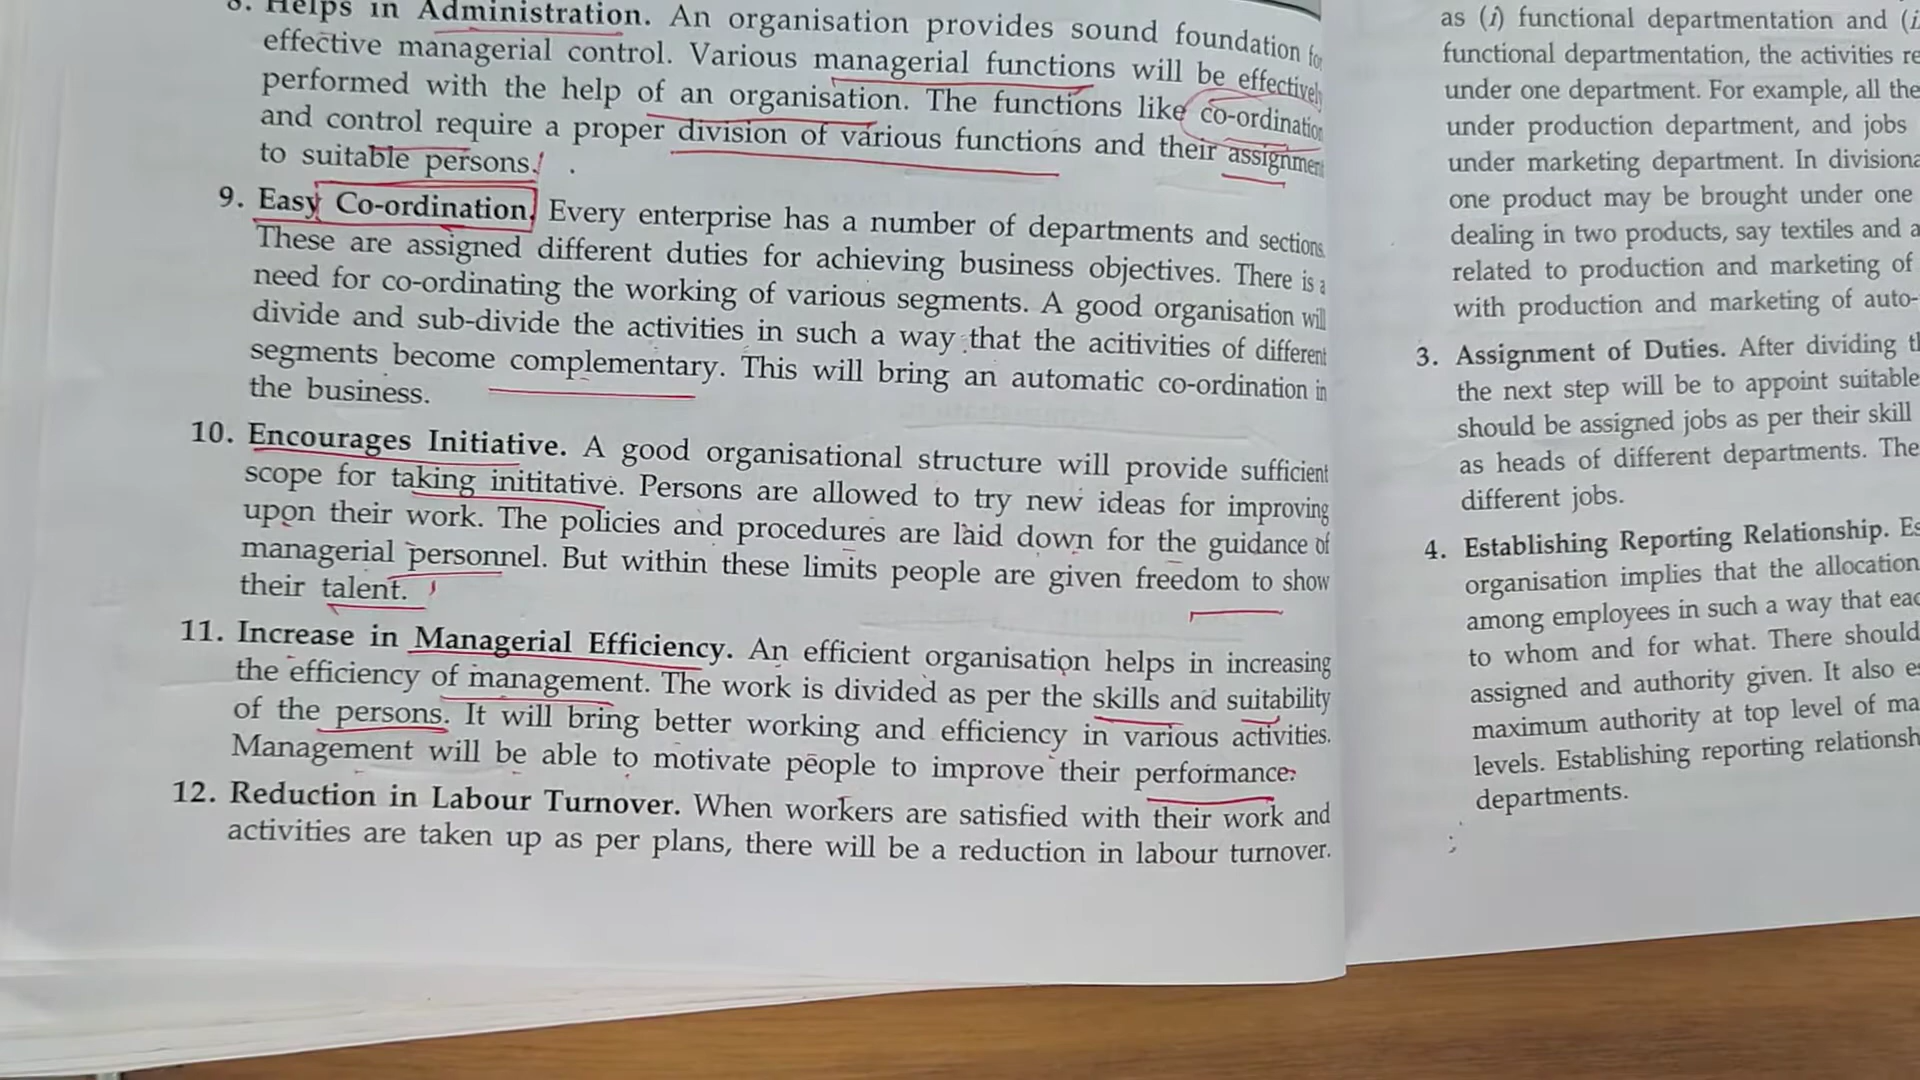 8. Helps in Administration. An organisation provides sound foundation for
effective managerial control. Various managerial functions will be effectively
performed with the help of an organisation. The functions like co-ordination
and control require a proper division of various functions and their assignment
to suitable persons.
9. Easy Co-ordination. Every enterprise has a number of departments and sections.
These are assigned different duties for achieving business objectives. There is a
need for co-ordinating the working of various segments. A good organisation will
divide and sub-divide the activities in such a way that the acitivities of different
segments become complementary. This will bring an automatic co-ordination in
the business.
10. Encourages Initiative. A good organisational structure will provide sufficient
scope for taking inititative. Persons are allowed to try new ideas for improving
upon their work. The policies and procedures are laid down for the guidance of
managerial personnel. But within these limits people are given freedom to show
their talent.
11. Increase in Managerial Efficiency. An efficient organisation helps in increasing
the efficiency of management. The work is divided as per the skills and suitability
of the persons. It will bring better working and efficiency in various activities.
Management will be able to motivate people to improve their performance.
12. Reduction in Labour Turnover. When workers are satisfied with their work and
activities are taken up as per plans, there will be a reduction in labour turnover.
as (i) functional departmentation and
functional departmentation, the activities
under one department. For example, all the
under production department, and jobs
under marketing department. In
one product may be brought under one
dealing in two products, say textiles and
related to production and marketing of
with production and marketing of auto-
3. Assignment of Duties. After dividing
the next step will be to appoint suitable
should be assigned jobs as per their skill
as heads of different departments. The
different jobs.
4. Establishing Reporting Relationship.
organisation implies that the allocation
among employees in such a way that
to whom and for what. There should
assigned and authority given. It also
maximum authority at top level of
levels. Establishing reporting
departments.